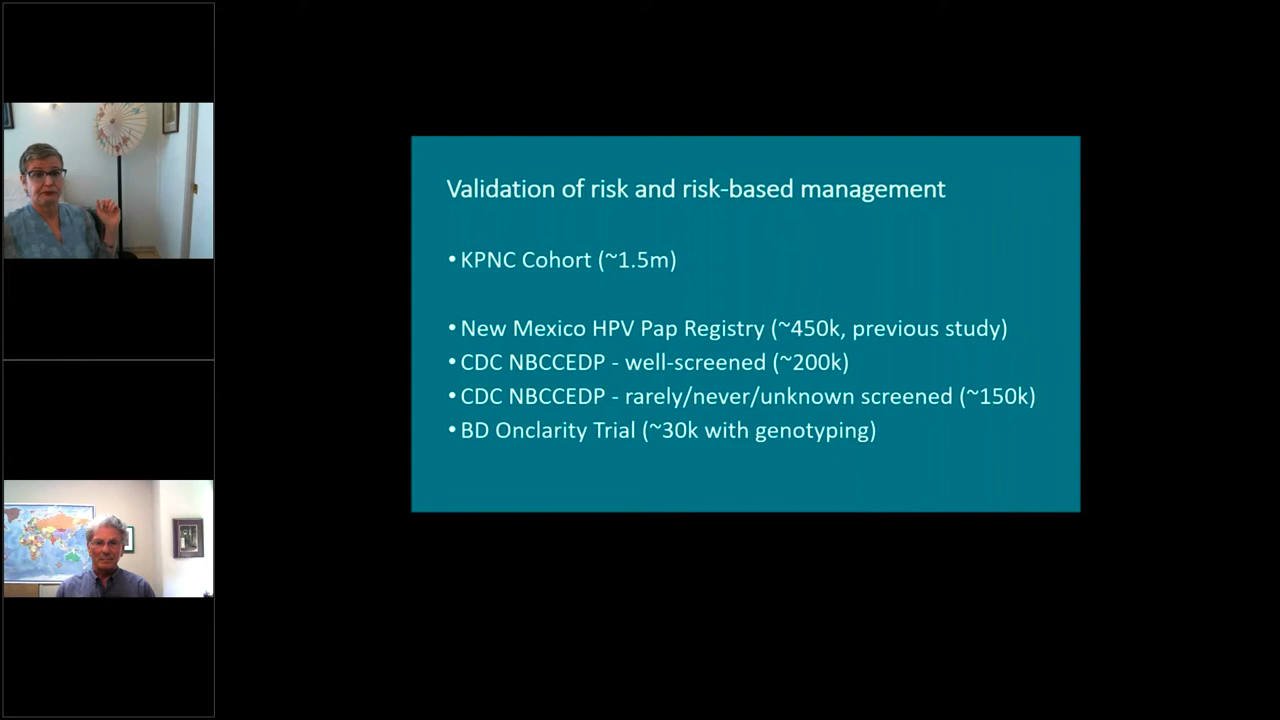 Validation of risk and risk-based management
• KPNC Cohort (~1.5m)
• New Mexico HPV Pap Registry (~450k, previous study)
• CDC NBCCEDP - well-screened (~200k)
• CDC NBCCEDP - rarely/never/unknown screened (~150k)
• BD Onclarity Trial (~30k with genotyping)